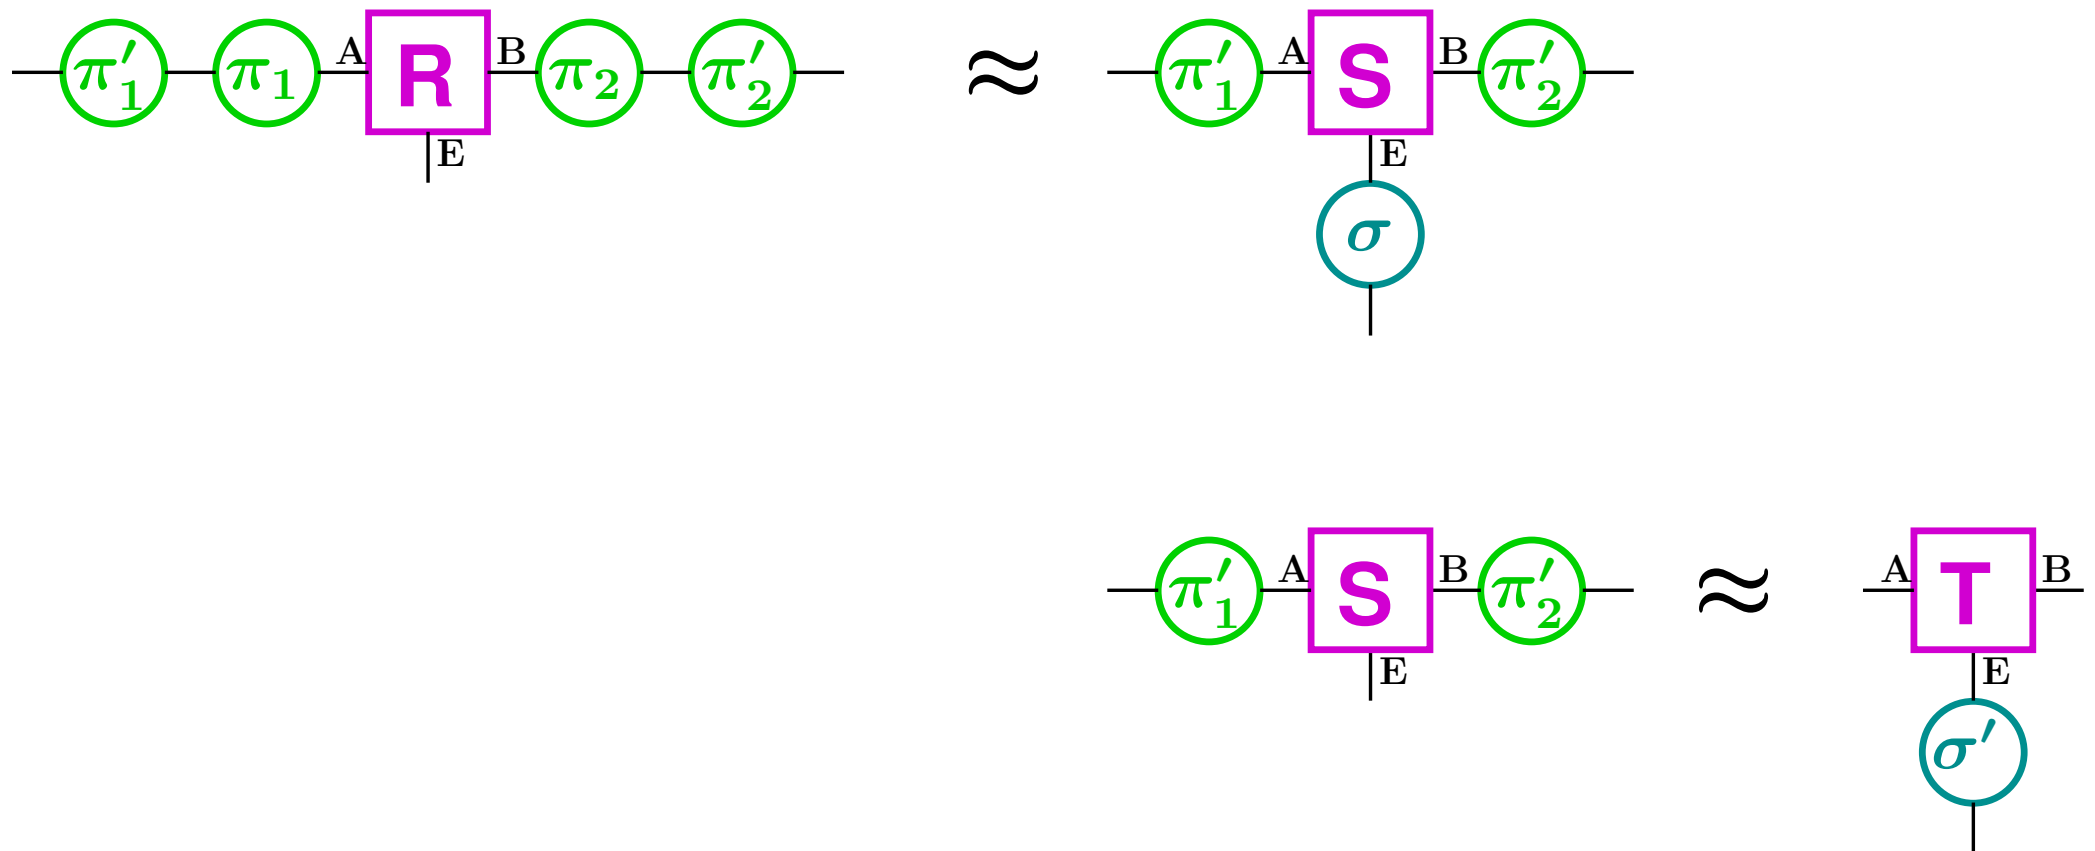 π′₁ π₁ A R B π₂ π′₂ ≈ π′₁ A S B π′₂
E E
σ
π′₁ A S B π′₂ ≈ A T B
E E
σ′